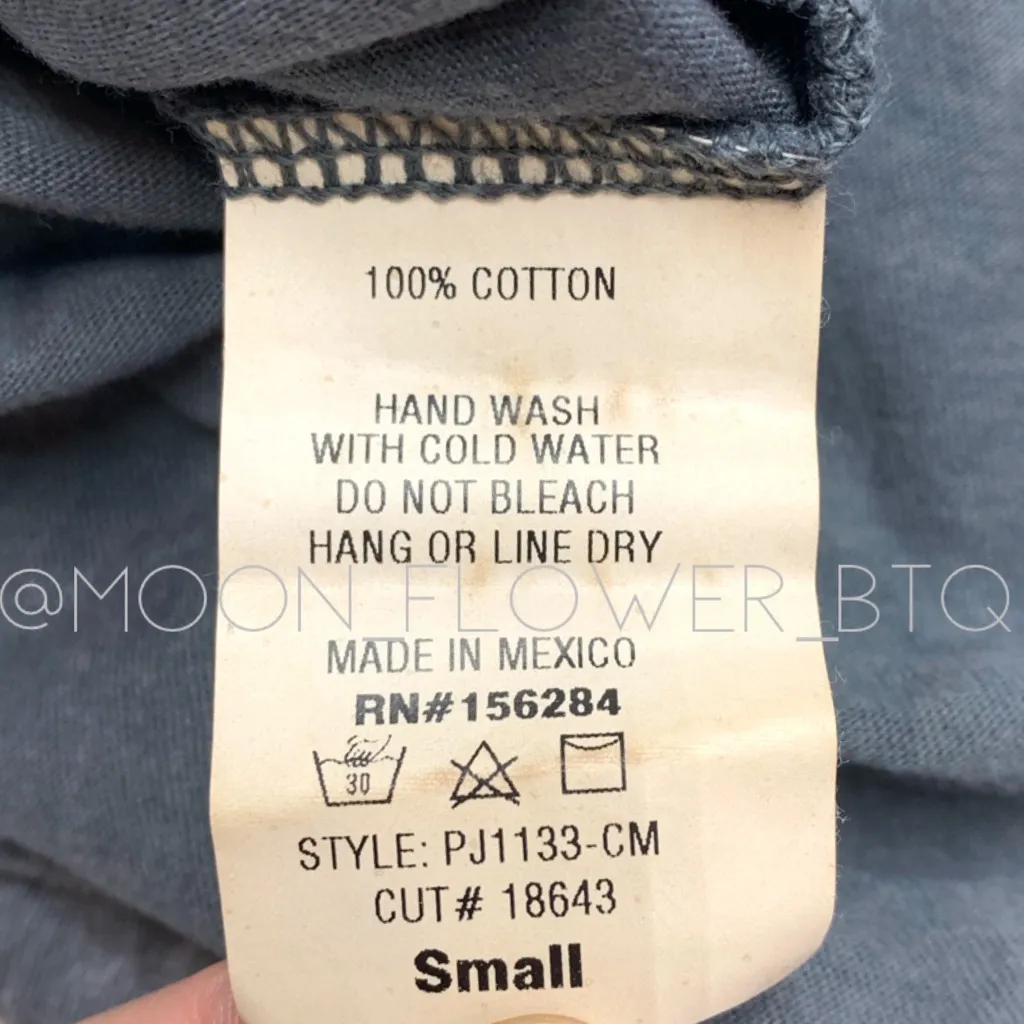 100% COTTON
HAND WASH
WITH COLD WATER
DO NOT BLEACH
HANG OR LINE DRY
@MOON_FLOWER_BTQ
MADE IN MEXICO
RN#156284
30
STYLE: PJ1133-CM
CUT# 18643
Small